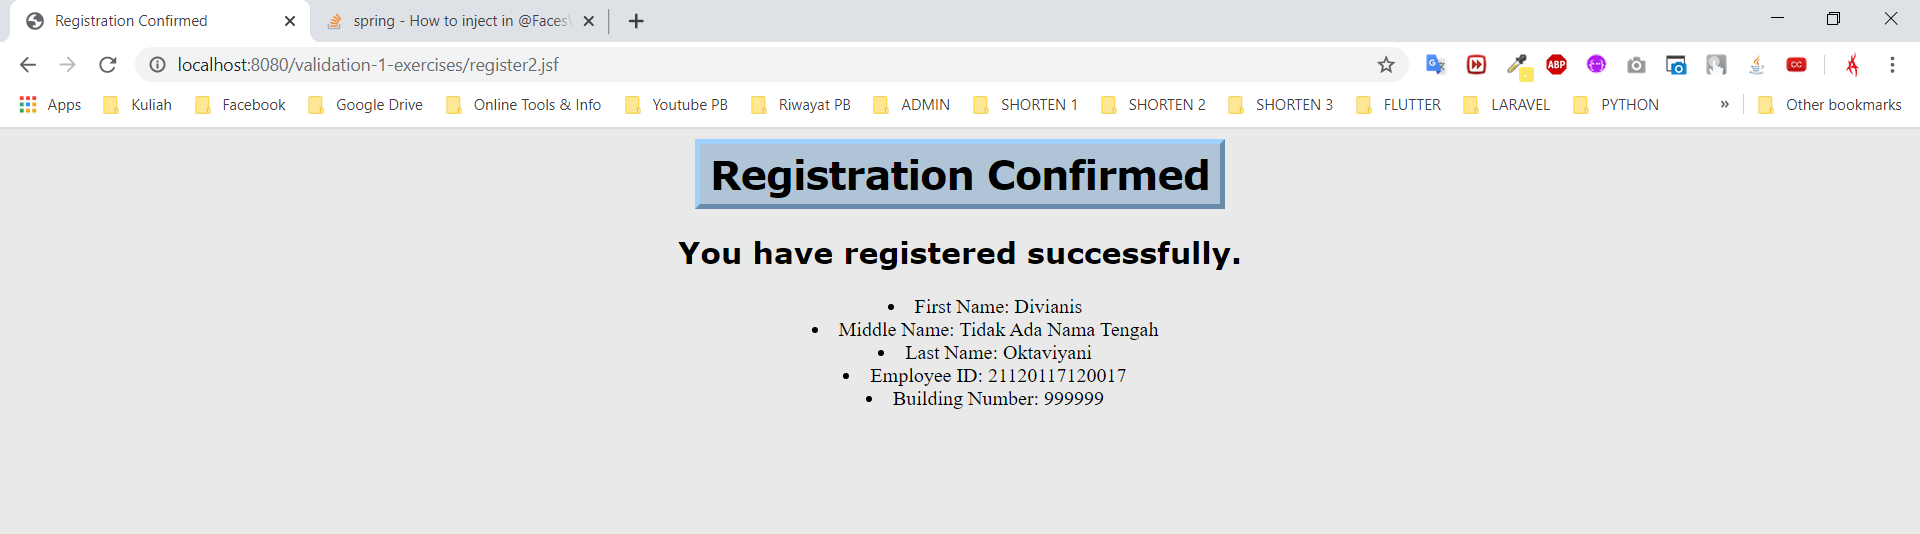 Registration Confirmed
spring - How to inject in @Faces
localhost:8080/validation-1-exercises/register2.jsf
ABP
CC
Apps
Kuliah
Facebook
Google Drive
Online Tools & Info
Youtube PB
Riwayat PB
ADMIN
SHORTEN 1
SHORTEN 2
SHORTEN 3
FLUTTER
LARAVEL
PYTHON
»
Other bookmarks
Registration Confirmed
You have registered successfully.
• First Name: Divianis
• Middle Name: Tidak Ada Nama Tengah
• Last Name: Oktaviyani
• Employee ID: 21120117120017
• Building Number: 999999